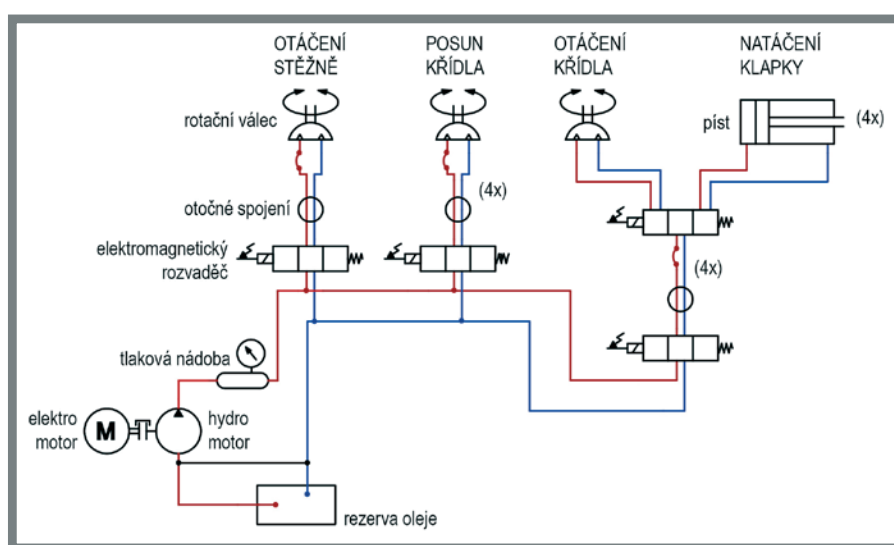 OTÁČENÍ
STĚŽNĚ
POSUN
KŘÍDLA
OTÁČENÍ
KŘÍDLA
NATÁČENÍ
KLAPKY
rotační válec
píst
(4x)
otočné spojení
(4x)
elektromagnetický
rozvaděč
(4x)
tlaková nádoba
elektro
motor
M
hydro
motor
rezerva oleje